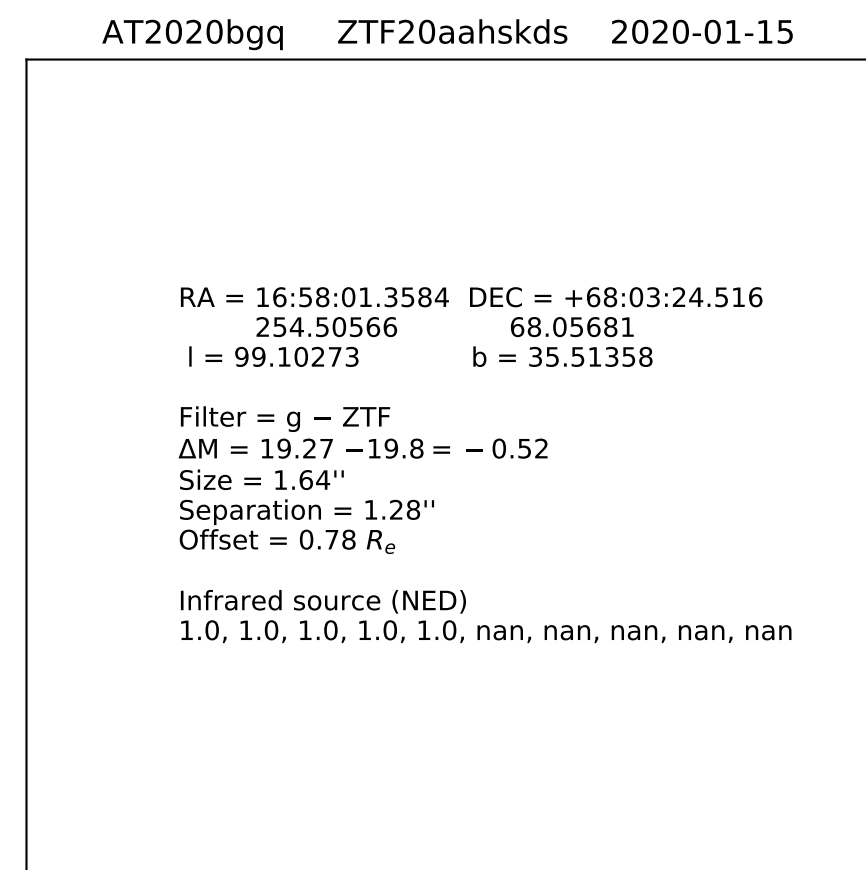 AT2020bgq ZTF20aahskds 2020-01-15
RA = 16:58:01.3584 DEC = +68:03:24.516
254.50566 68.05681
l = 99.10273 b = 35.51358
Filter = g − ZTF
ΔM = 19.27 −19.8 = − 0.52
Size = 1.64''
Separation = 1.28''
Offset = 0.78 Rₑ
Infrared source (NED)
1.0, 1.0, 1.0, 1.0, 1.0, nan, nan, nan, nan, nan